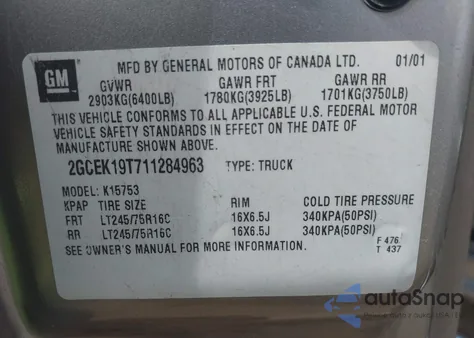 MFD BY GENERAL MOTORS OF CANADA LTD. 01/01
GM
GVWR GAWR FRT GAWR RR
2903KG(6400LB) 1780KG(3925LB) 1701KG(3750LB)
THIS VEHICLE CONFORMS TO ALL APPLICABLE U.S. FEDERAL MOTOR
VEHICLE SAFETY STANDARDS IN EFFECT ON THE DATE OF
MANUFACTURE SHOWN ABOVE.
2GCEK19T711284963 TYPE: TRUCK
MODEL: K15753
KPAP TIRE SIZE RIM COLD TIRE PRESSURE
FRT LT245/75R16C 16X6.5J 340KPA(50PSI)
RR LT245/75R16C 16X6.5J 340KPA(50PSI)
SEE OWNER'S MANUAL FOR MORE INFORMATION.
F 476
T 437
autoSnap